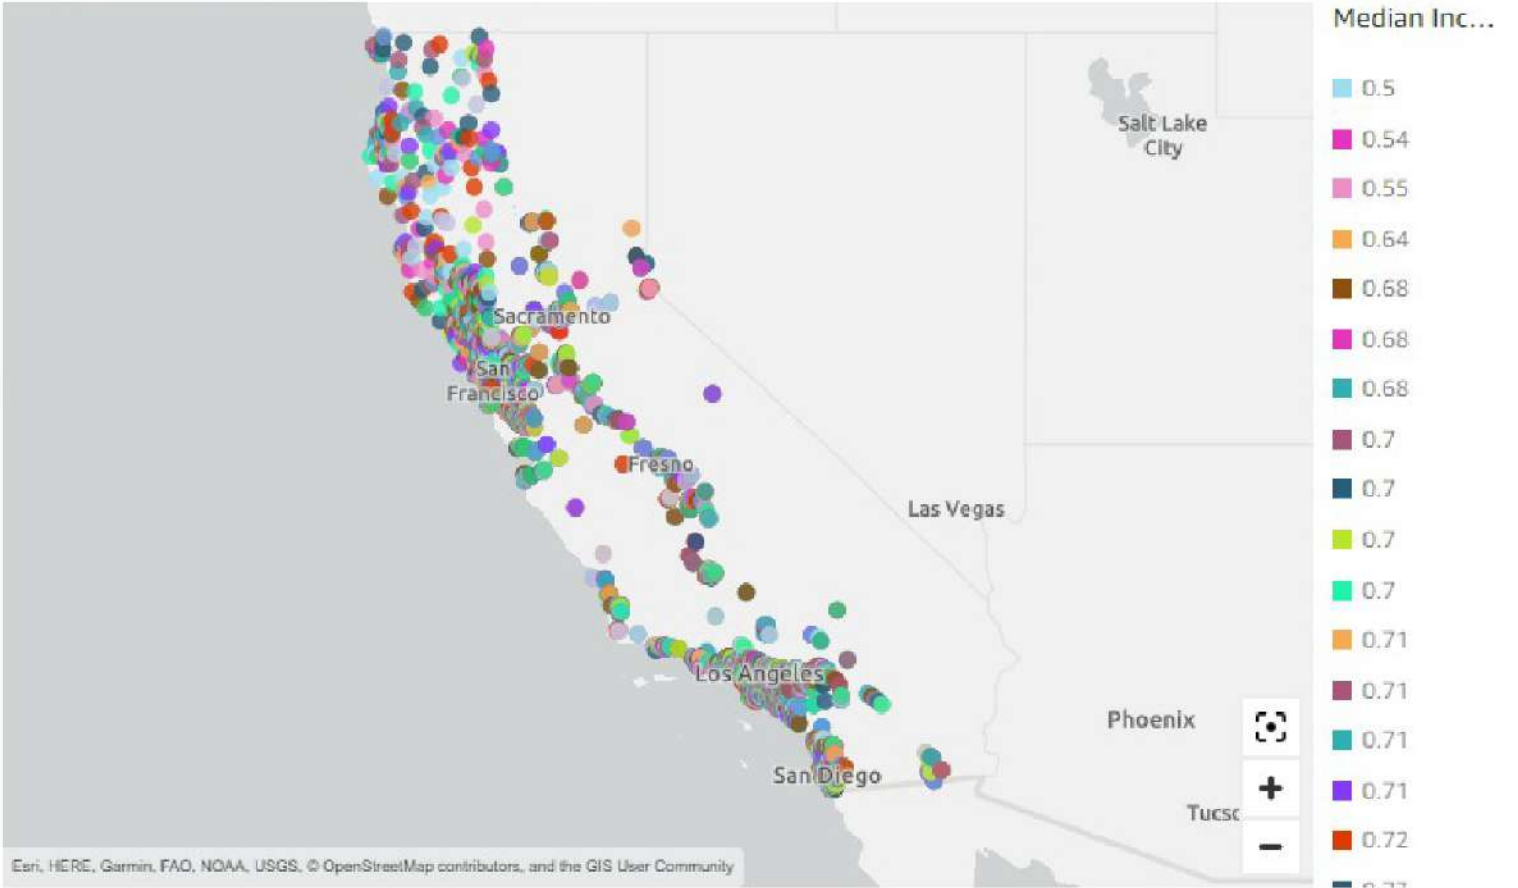 Median Inc...
0.5
0.54
0.55
0.64
0.68
0.68
0.68
0.7
0.7
0.7
0.7
0.71
0.71
0.71
0.71
0.72
Salt Lake
City
Sacramento
San
Francisco
Fresno
Las Vegas
Los Angeles
Phoenix
San Diego
Tucsc
Esri, HERE, Garmin, FAO, NOAA, USGS, © OpenStreetMap contributors, and the GIS User Community